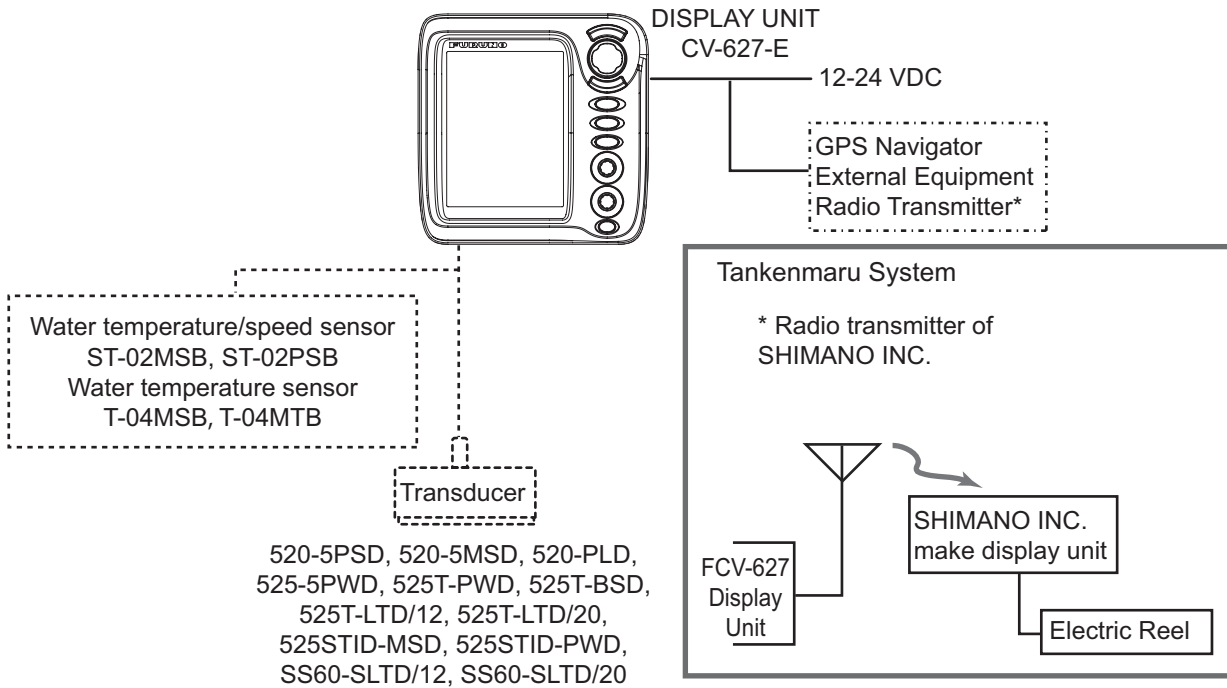 FURUNO
DISPLAY UNIT
CV-627-E
12-24 VDC
GPS Navigator
External Equipment
Radio Transmitter*
Water temperature/speed sensor
ST-02MSB, ST-02PSB
Water temperature sensor
T-04MSB, T-04MTB
Transducer
520-5PSD, 520-5MSD, 520-PLD,
525-5PWD, 525T-PWD, 525T-BSD,
525T-LTD/12, 525T-LTD/20,
525STID-MSD, 525STID-PWD,
SS60-SLTD/12, SS60-SLTD/20
Tankenmaru System
* Radio transmitter of
SHIMANO INC.
FCV-627
Display
Unit
SHIMANO INC.
make display unit
Electric Reel